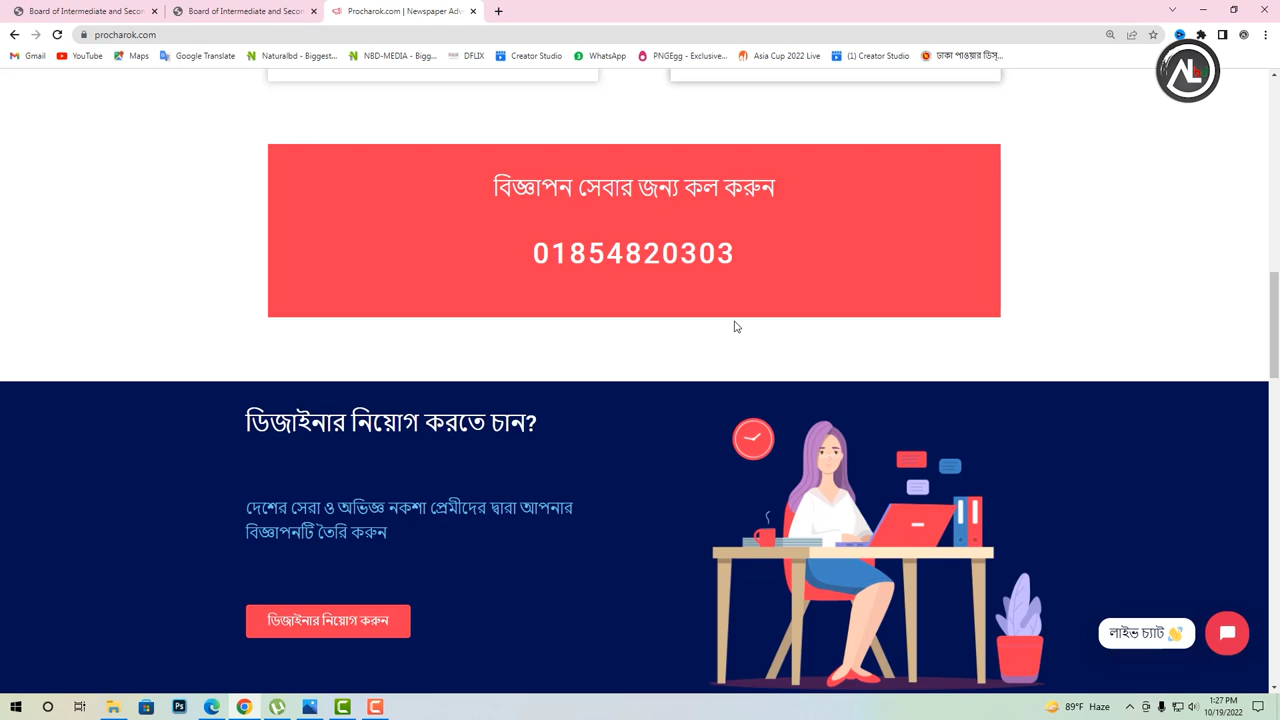 Board of Intermediate and Secon
Board of Intermediate and Secon
Procharok.com | Newspaper Adve
procharok.com
Gmail
YouTube
Maps
Google Translate
Naturalbd - Biggest...
NBD-MEDIA - Bigg...
DFLIX
Creator Studio
WhatsApp
PNGEgg - Exclusive...
Asia Cup 2022 Live
(1) Creator Studio
ঢাকা পাওয়ার ডিস্...
বিজ্ঞাপন সেবার জন্য কল করুন
01854820303
ডিজাইনার নিয়োগ করতে চান?
দেশের সেরা ও অভিজ্ঞ নকশা প্রেমীদের দ্বারা আপনার
বিজ্ঞাপনটি তৈরি করুন
ডিজাইনার নিয়োগ করুন
লাইভ চ্যাট 👋
89°F Haze
1:27 PM
10/19/2022